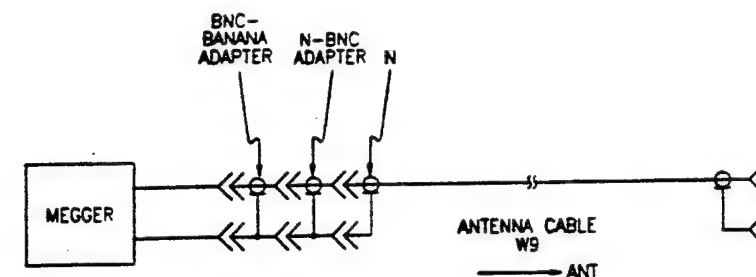 BNC-
BANANA
ADAPTER
N-BNC
ADAPTER
N
MEGGER
ANTENNA CABLE
W9
ANT